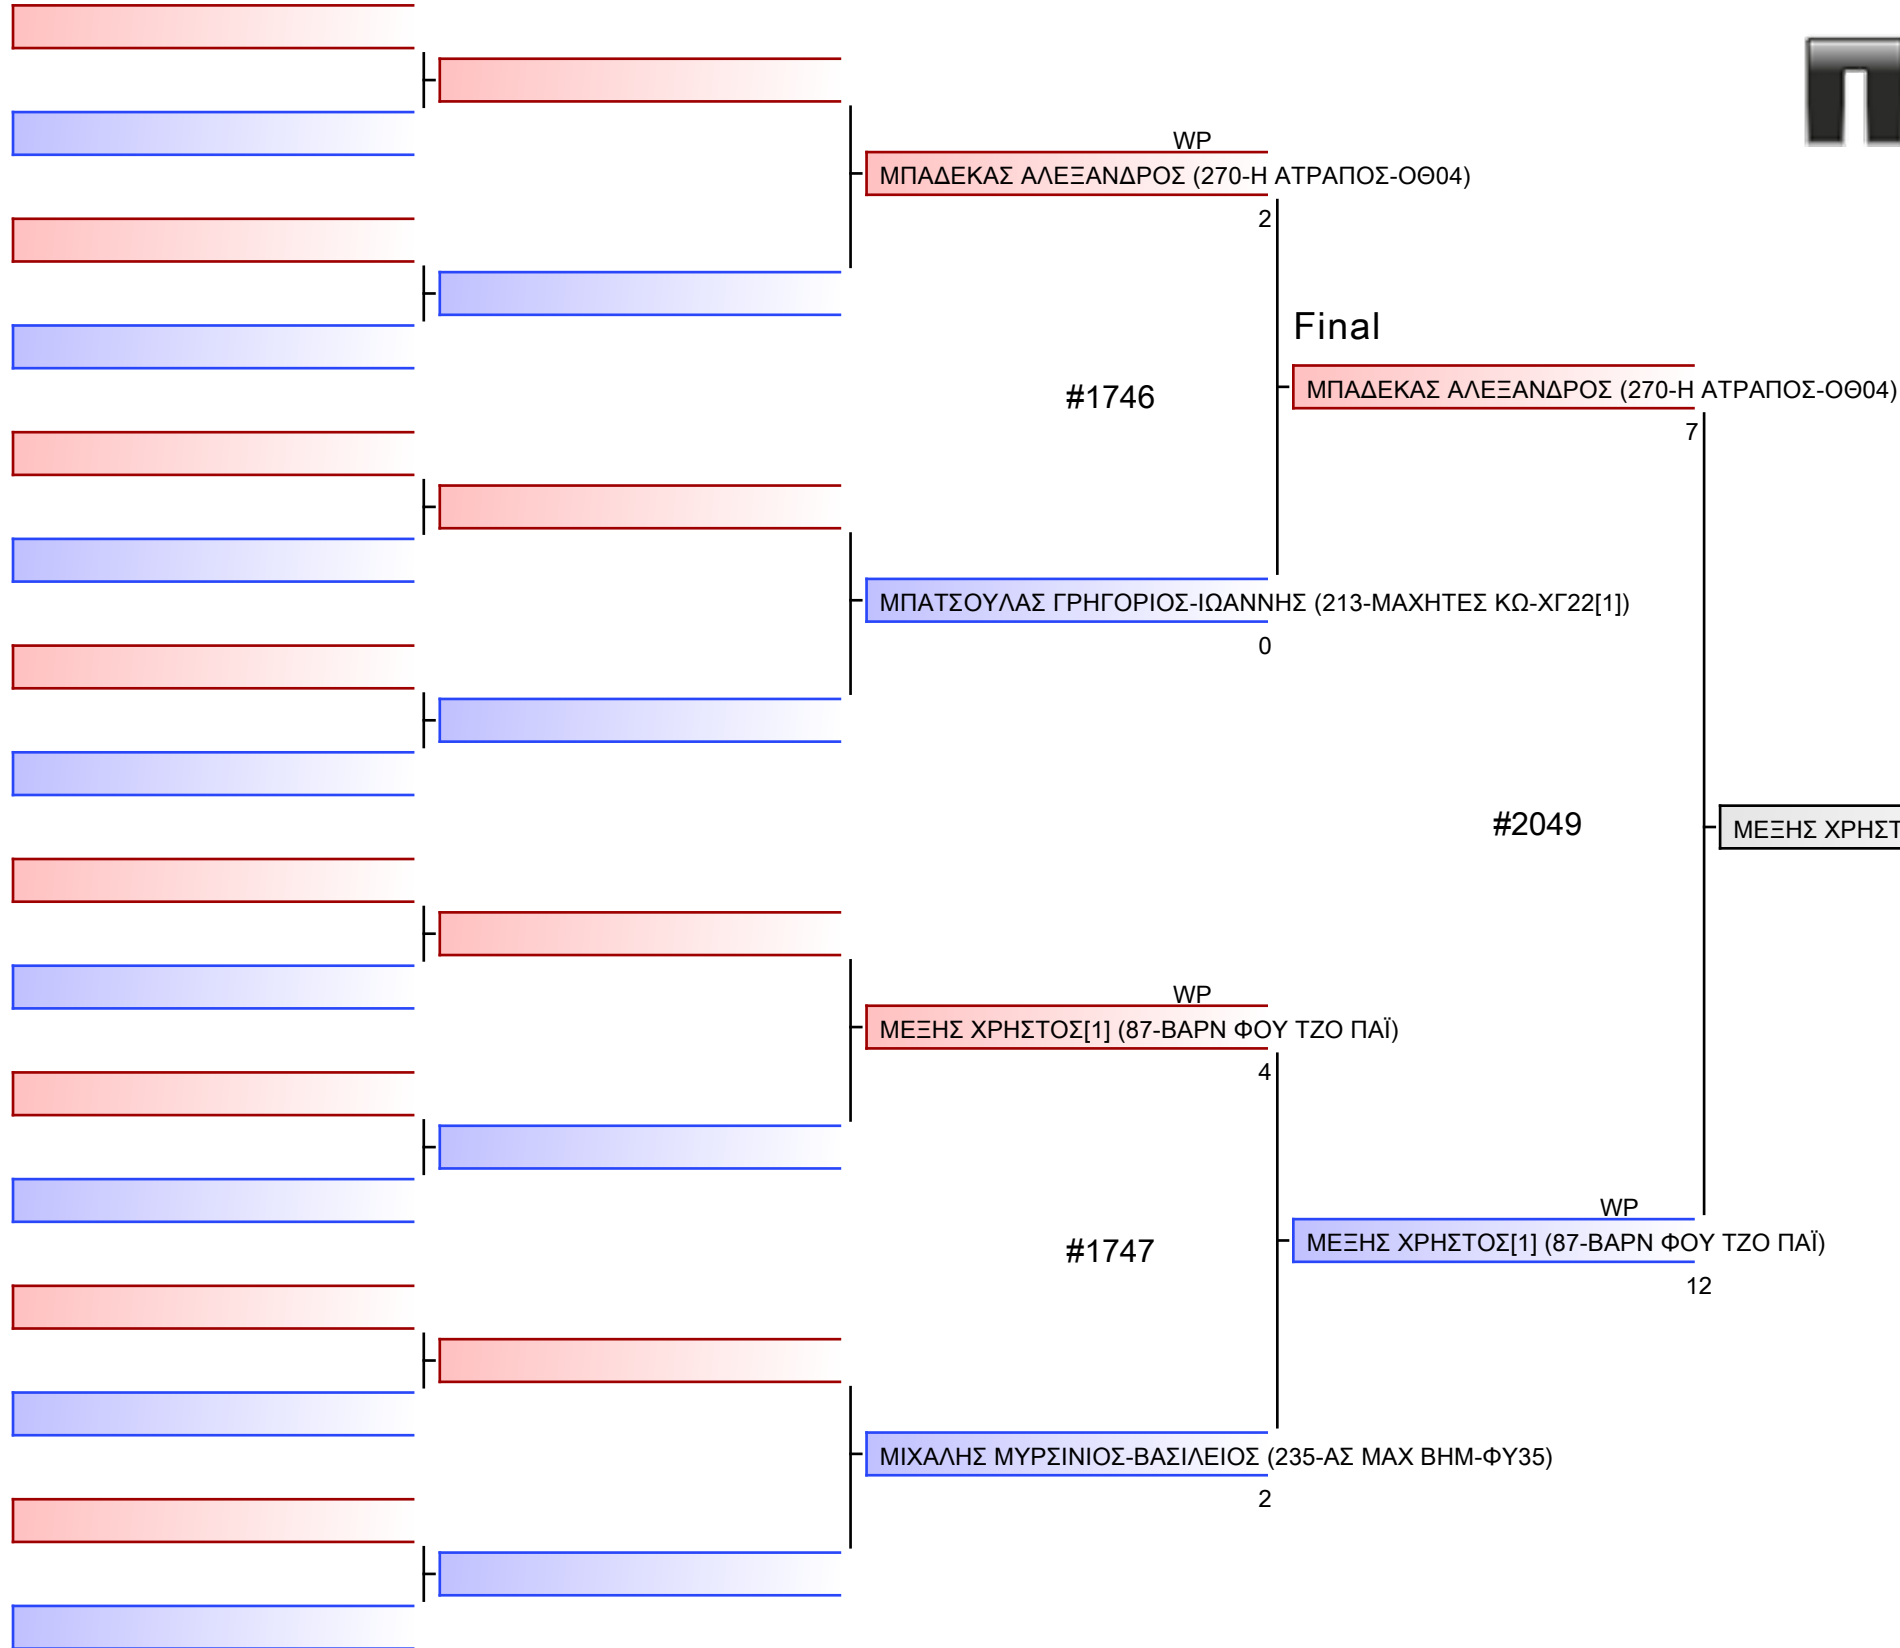 WP
ΜΠΑΔΕΚΑΣ ΑΛΕΞΑΝΔΡΟΣ (270-Η ΑΤΡΑΠΟΣ-ΟΘ04)
2
Final
#1746
ΜΠΑΔΕΚΑΣ ΑΛΕΞΑΝΔΡΟΣ (270-Η ΑΤΡΑΠΟΣ-ΟΘ04)
7
ΜΠΑΤΣΟΥΛΑΣ ΓΡΗΓΟΡΙΟΣ-ΙΩΑΝΝΗΣ (213-ΜΑΧΗΤΕΣ ΚΩ-ΧΓ22[1])
0
#2049
ΜΕΞΗΣ ΧΡΗΣΤ
WP
ΜΕΞΗΣ ΧΡΗΣΤΟΣ[1] (87-ΒΑΡΝ ΦΟΥ ΤΖΟ ΠΑΪ)
4
#1747
WP
ΜΕΞΗΣ ΧΡΗΣΤΟΣ[1] (87-ΒΑΡΝ ΦΟΥ ΤΖΟ ΠΑΪ)
12
ΜΙΧΑΛΗΣ ΜΥΡΣΙΝΙΟΣ-ΒΑΣΙΛΕΙΟΣ (235-ΑΣ ΜΑΧ ΒΗΜ-ΦΥ35)
2